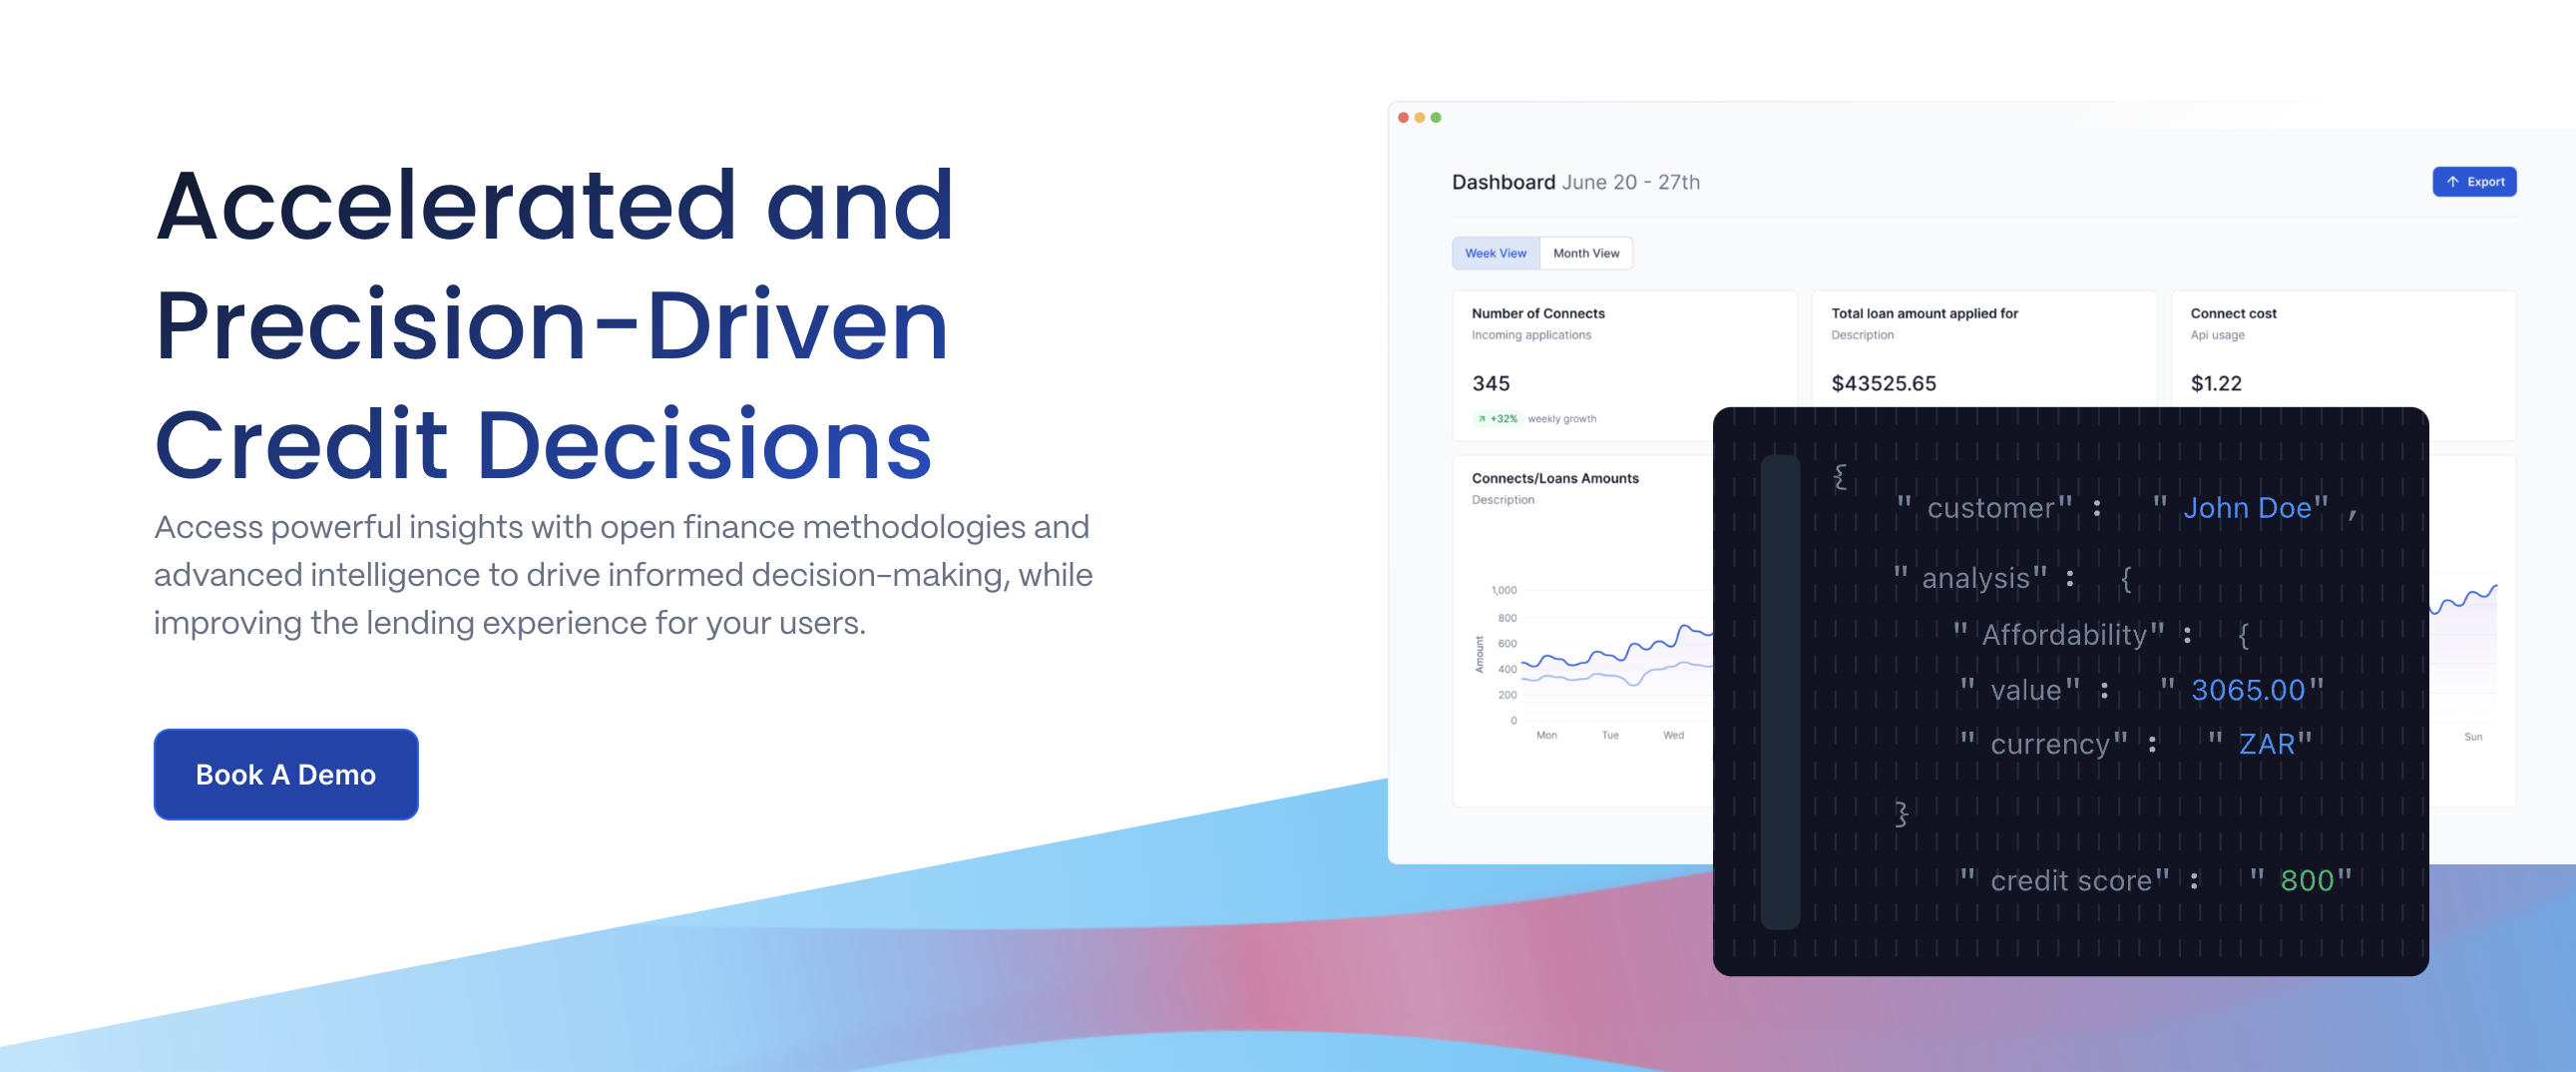 Accelerated and
Precision-Driven
Credit Decisions
Access powerful insights with open finance methodologies and
advanced intelligence to drive informed decision-making, while
improving the lending experience for your users.
Book A Demo
Dashboard June 20 - 27th
Export
Week View
Month View
Number of Connects
Incoming applications
345
+32% weekly growth
Total loan amount applied for
Description
$43525.65
Connect cost
Api usage
$1.22
Connects/Loans Amounts
Description
Amount
1,000
800
600
400
200
0
Mon
Tue
Wed
Sun
{
" customer" : " John Doe" ,
" analysis" : {
" Affordability" : {
" value" : " 3065.00"
" currency" : " ZAR"
}
" credit score" : " 800"